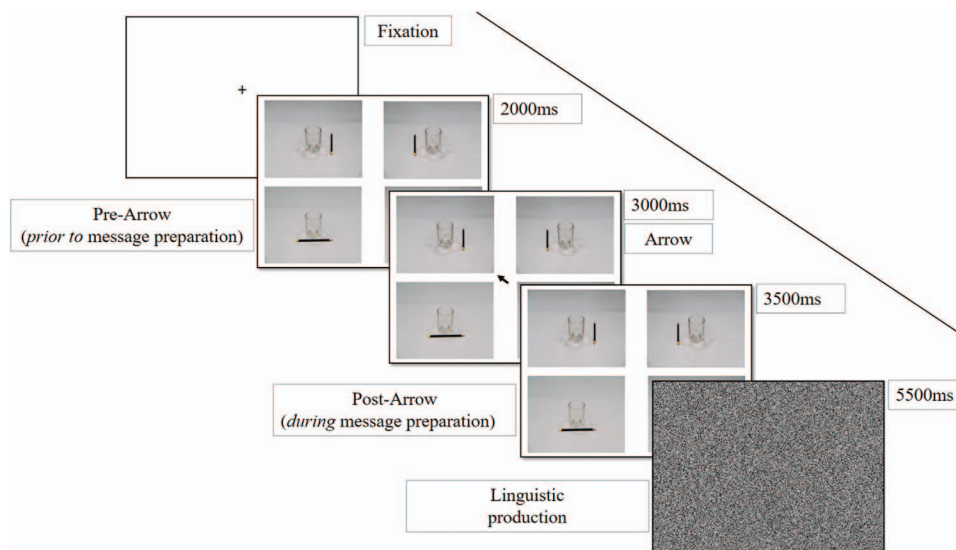 Fixation
+
2000ms
Pre-Arrow
(prior to message preparation)
3000ms
Arrow
3500ms
Post-Arrow
(during message preparation)
5500ms
Linguistic
production